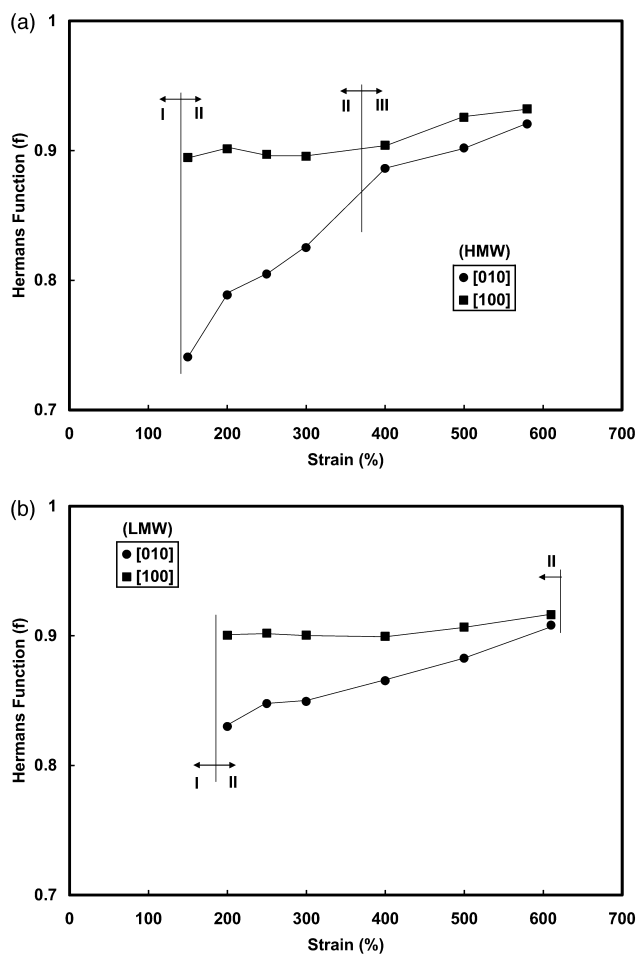 (a)
1
0.9
0.8
0.7
Hermans Function (f)
I II
II III
(HMW)
[010]
[100]
0 100 200 300 400 500 600 700
Strain (%)
(b)
1
0.9
0.8
0.7
Hermans Function (f)
(LMW)
[010]
[100]
II
I II
0 100 200 300 400 500 600 700
Strain (%)